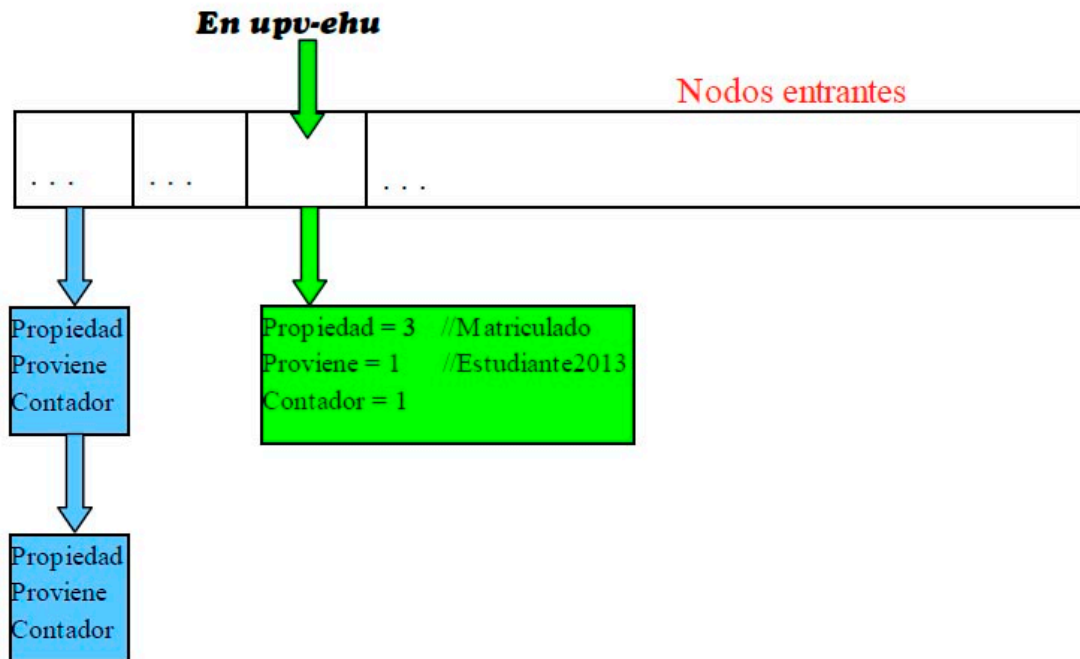 En upv-ehu
Nodos entrantes
. . . . . . . . .
Propiedad
Proviene
Contador
Propiedad = 3 //Matriculado
Proviene = 1 //Estudiante2013
Contador = 1
Propiedad
Proviene
Contador